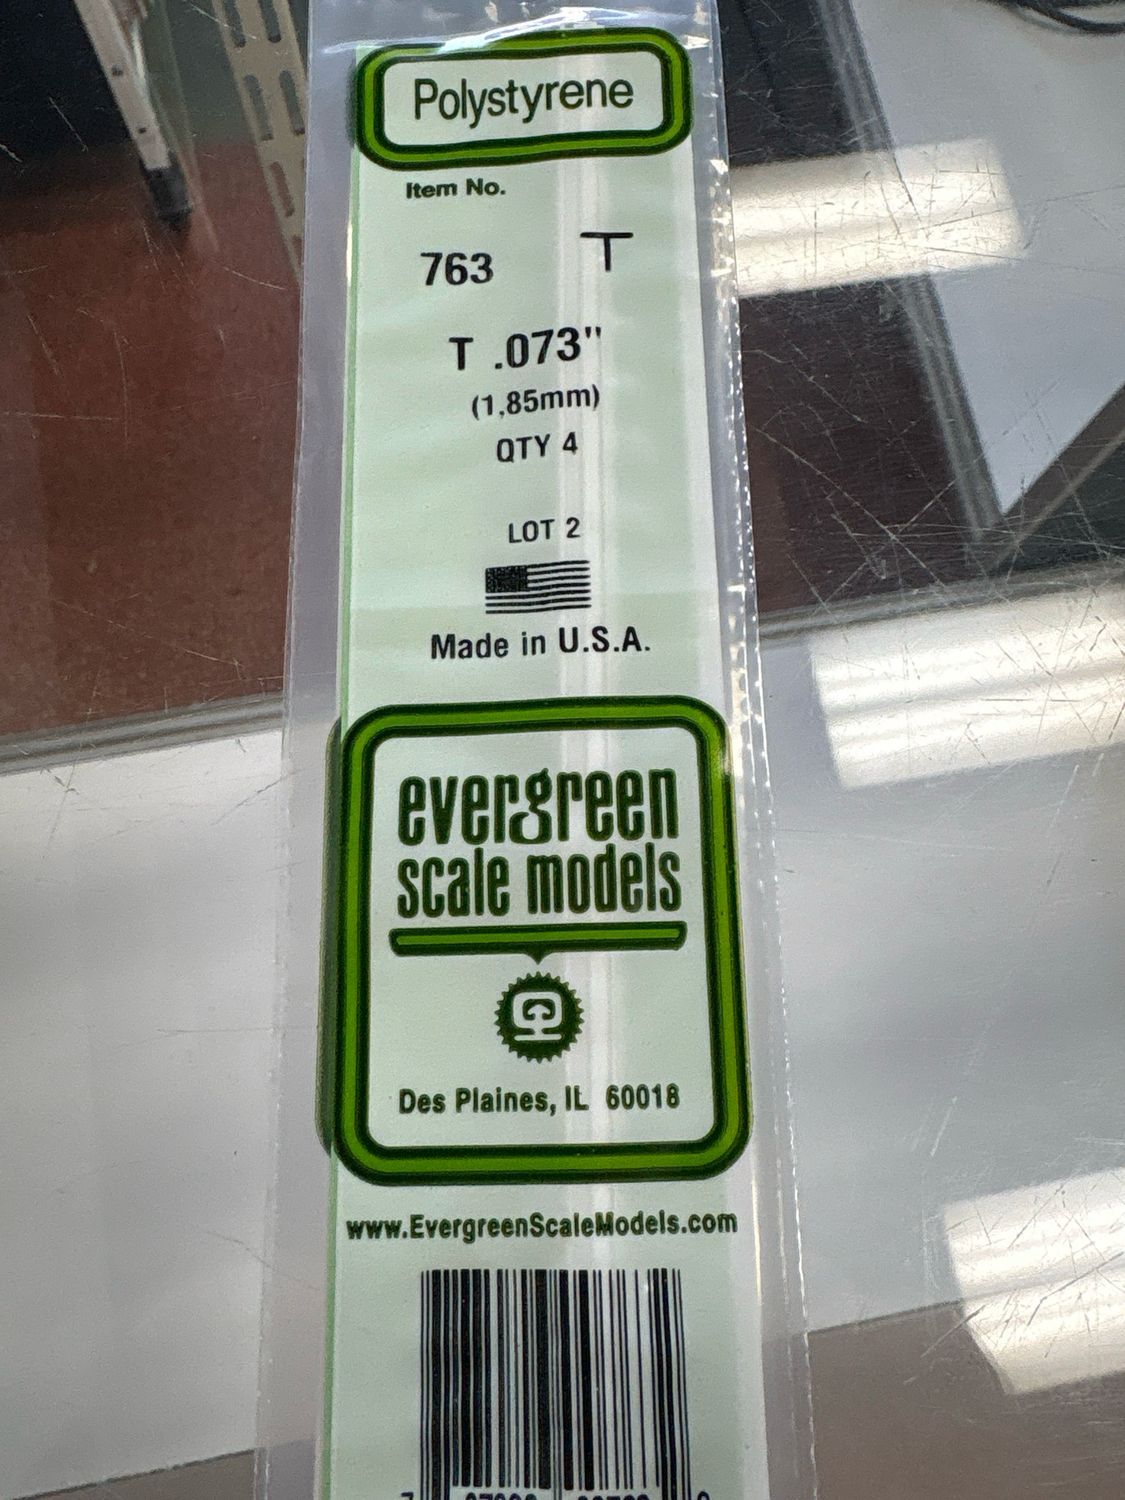 Polystyrene
Item No.
763 T
T .073"
(1,85mm)
QTY 4
LOT 2
Made in U.S.A.
evergreen
scale models
Des Plaines, IL 60018
www.EvergreenScaleModels.com